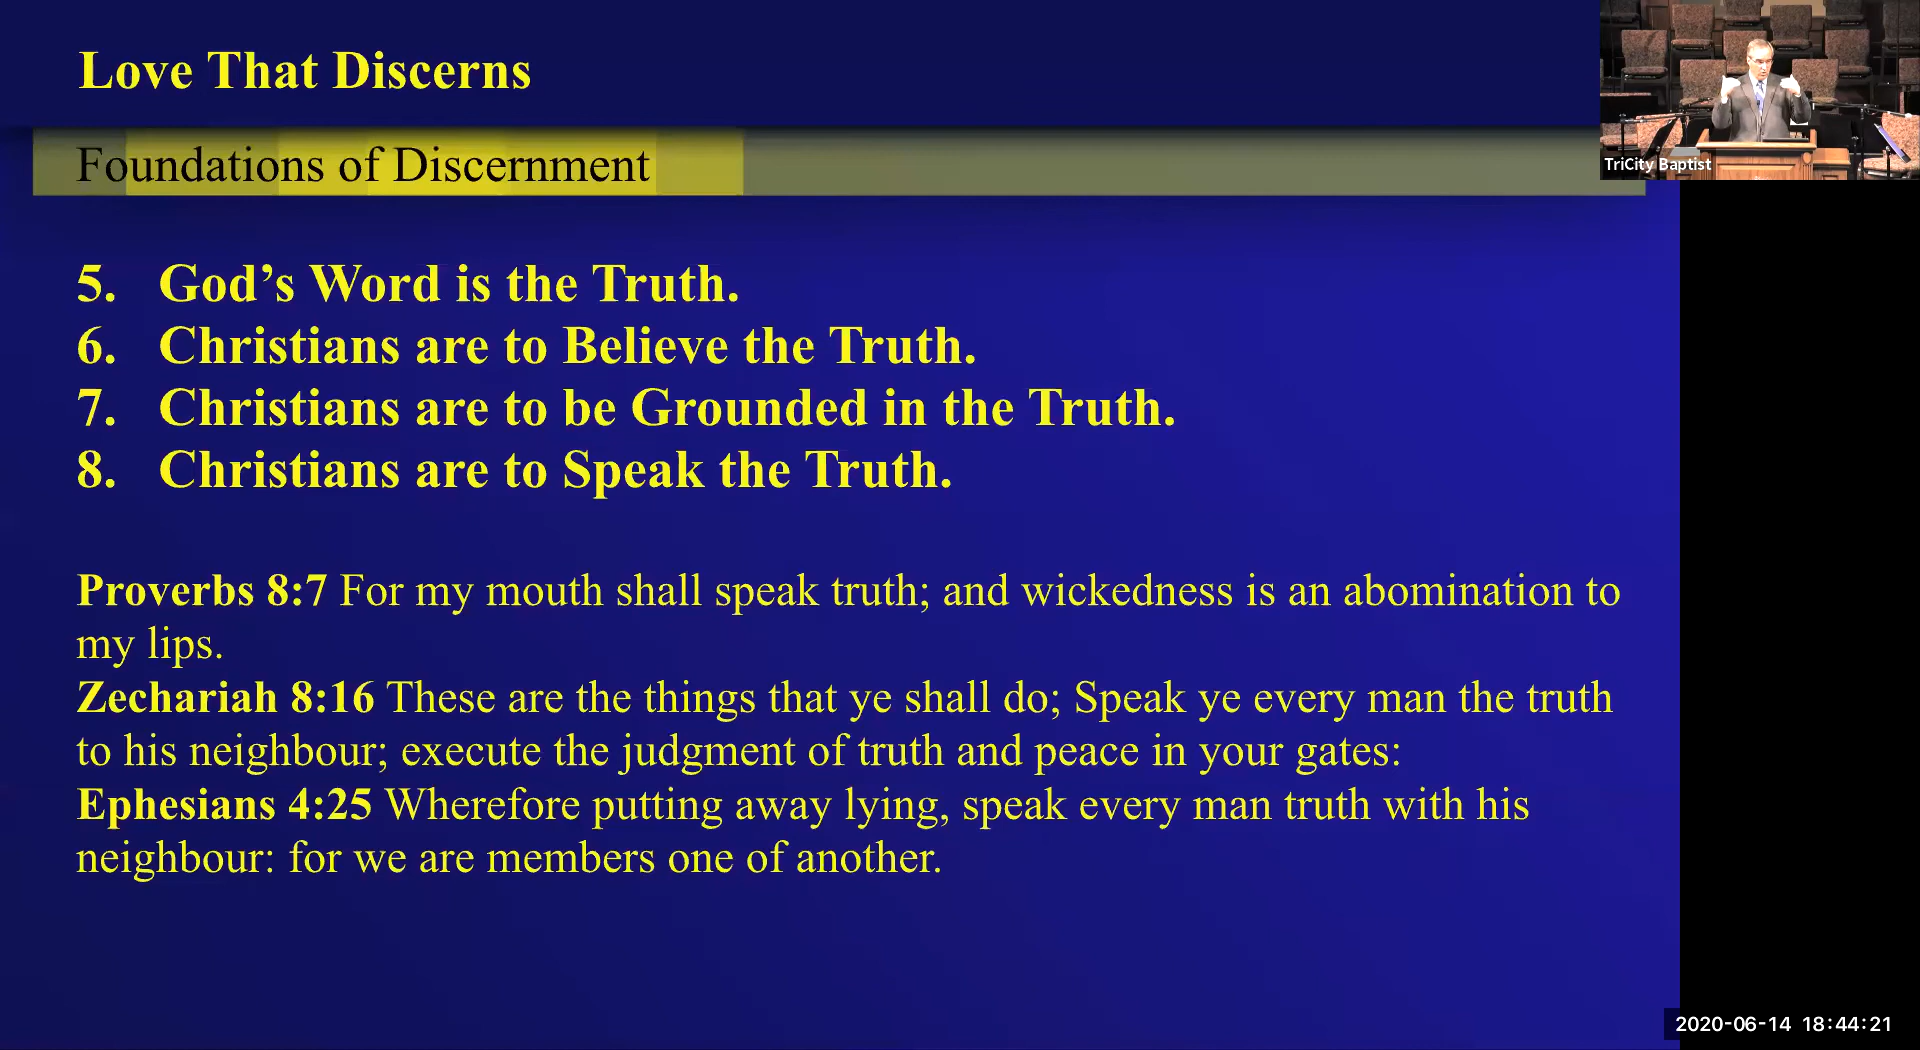 Love That Discerns
TriCity Baptist
Foundations of Discernment
5. God’s Word is the Truth.
6. Christians are to Believe the Truth.
7. Christians are to be Grounded in the Truth.
8. Christians are to Speak the Truth.
Proverbs 8:7 For my mouth shall speak truth; and wickedness is an abomination to
my lips.
Zechariah 8:16 These are the things that ye shall do; Speak ye every man the truth
to his neighbour; execute the judgment of truth and peace in your gates:
Ephesians 4:25 Wherefore putting away lying, speak every man truth with his
neighbour: for we are members one of another.
2020-06-14 18:44:21